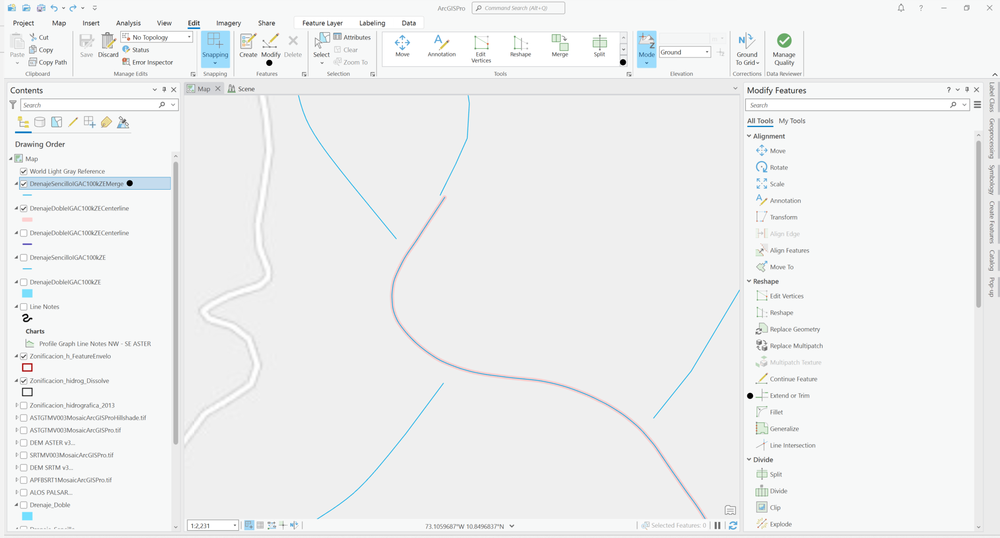 ArcGISPro
Command Search (Alt+Q)
Project
Map
Insert
Analysis
View
Edit
Imagery
Share
Feature Layer
Labeling
Data
Paste
Cut
Copy
Copy Path
Clipboard
Save
Discard
No Topology
Status
Error Inspector
Manage Edits
Snapping
Snapping
Create
Modify
Delete
Features
Select
Attributes
Clear
Zoom To
Selection
Move
Annotation
Edit
Vertices
Reshape
Merge
Split
Tools
Mode
m
Ground
Elevation
Ground
To Grid
Corrections
Manage
Quality
Data Reviewer
Contents
Search
Drawing Order
Map
World Light Gray Reference
DrenajeSencilloIGAC100kZEMerge
DrenajeDobleIGAC100kZECenterline
DrenajeDobleIGAC100kZECenterline
DrenajeSencilloIGAC100kZE
DrenajeDobleIGAC100kZE
Line Notes
Charts
Profile Graph Line Notes NW - SE ASTER
Zonificacion_h_FeatureEnvelo
Zonificacion_hidrog_Dissolve
Zonificacion_hidrografica_2013
ASTGTMV003MosaicArcGISProHillshade.tif
ASTGTMV003MosaicArcGISPro.tif
DEM ASTER v3...
SRTMV003MosaicArcGISPro.tif
DEM SRTM v3...
APFBSRT1MosaicArcGISPro.tif
ALOS PALSAR...
Drenaje_Doble
Map
Scene
1:2,231
73.1059687°W 10.8496837°N
Selected Features: 0
Modify Features
Search
All Tools
My Tools
Alignment
Move
Rotate
Scale
Annotation
Transform
Align Edge
Align Features
Move To
Reshape
Edit Vertices
Reshape
Replace Geometry
Replace Multipatch
Multipatch Texture
Continue Feature
Extend or Trim
Fillet
Generalize
Line Intersection
Divide
Split
Divide
Clip
Explode
Label Class
Geoprocessing
Symbology
Create Features
Catalog
Pop-up